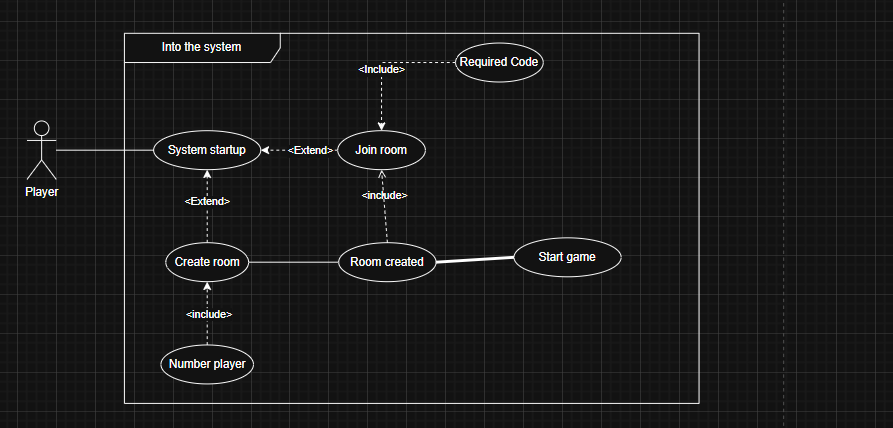 Into the system
Required Code
<Include>
Player
System startup
<Extend>
Join room
<Extend>
<include>
Create room
Room created
Start game
<include>
Number player